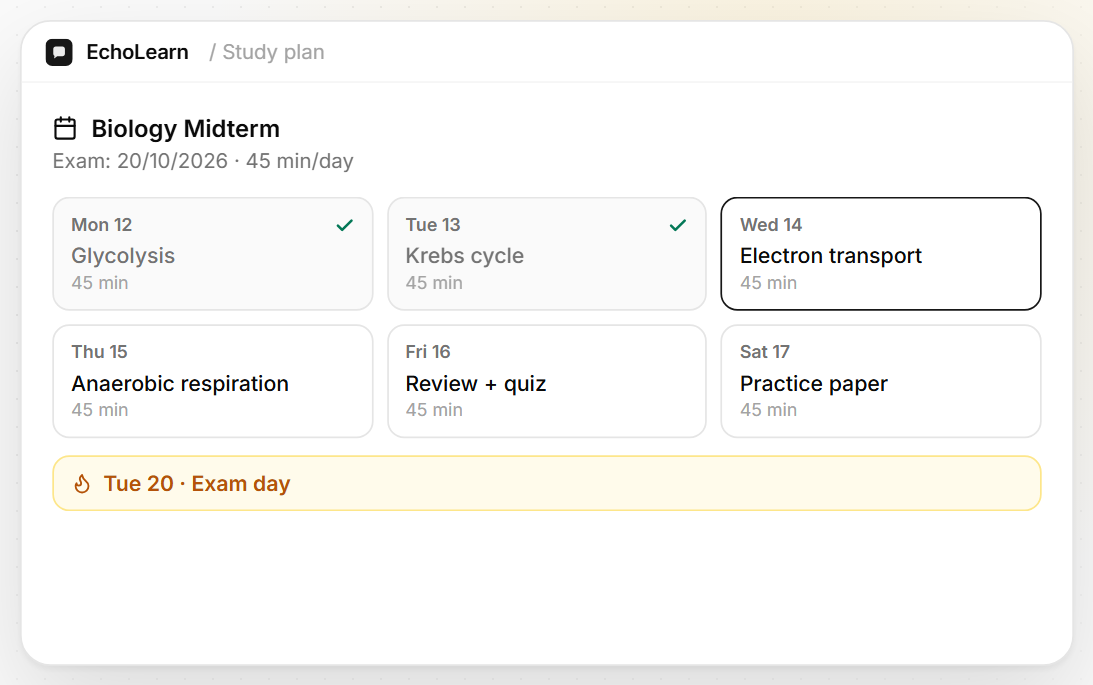 EchoLearn / Study plan
Biology Midterm
Exam: 20/10/2026 · 45 min/day
Mon 12
Glycolysis
45 min
Tue 13
Krebs cycle
45 min
Wed 14
Electron transport
45 min
Thu 15
Anaerobic respiration
45 min
Fri 16
Review + quiz
45 min
Sat 17
Practice paper
45 min
Tue 20 · Exam day